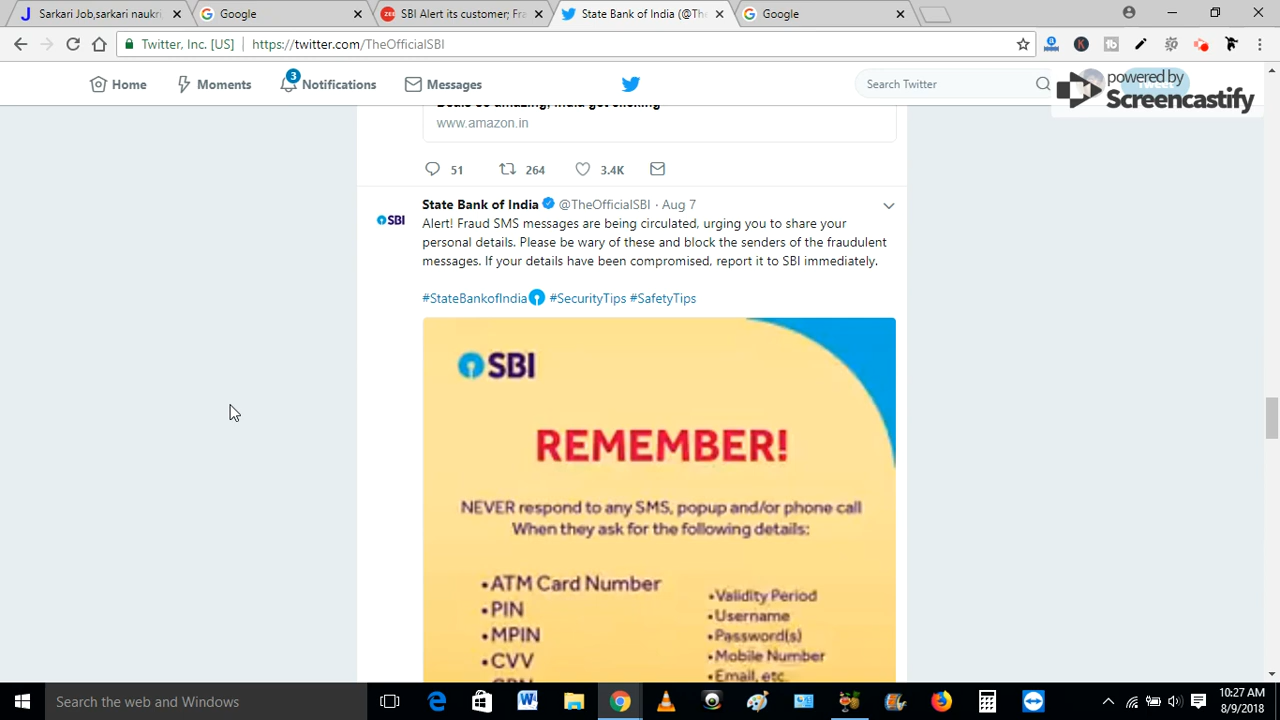 Sarkari Job,sarkari naukri
Google
SBI Alert its customer; Fra
State Bank of India (@The
Google
Twitter, Inc. [US]
https://twitter.com/TheOfficialSBI
Home
Moments
3
Notifications
Messages
Search Twitter
powered by
Screencastify
www.amazon.in
51
264
3.4K
State Bank of India @TheOfficialSBI · Aug 7
Alert! Fraud SMS messages are being circulated, urging you to share your
personal details. Please be wary of these and block the senders of the fraudulent
messages. If your details have been compromised, report it to SBI immediately.
#StateBankofIndia #SecurityTips #SafetyTips
SBI
SBI
REMEMBER!
NEVER respond to any SMS, popup and/or phone call
When they ask for the following details:
•ATM Card Number
•PIN
•MPIN
•CVV
•Validity Period
•Username
•Password(s)
•Mobile Number
•Email, etc.
Search the web and Windows
10:27 AM
8/9/2018